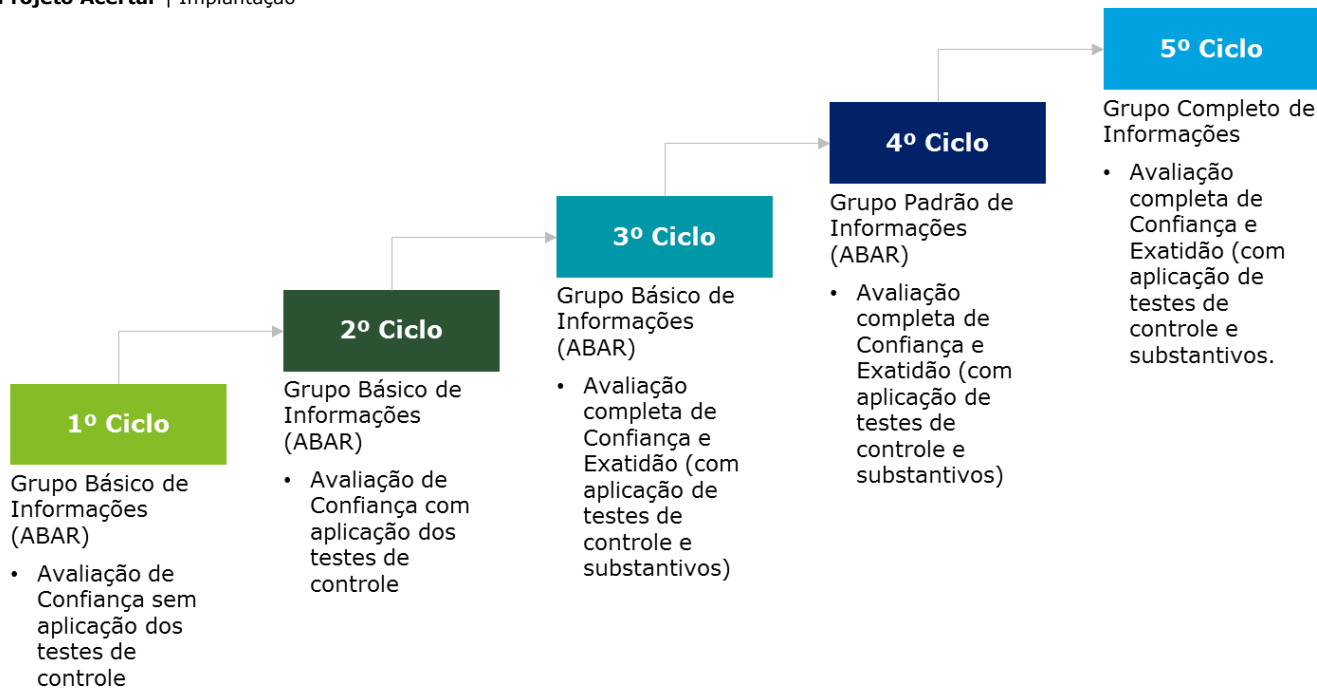 Projeto Acertar | Implantação
5º Ciclo
Grupo Completo de
Informações
• Avaliação
completa de
Confiança e
Exatidão (com
aplicação de
testes de
controle e
substantivos.
4º Ciclo
Grupo Padrão de
Informações
(ABAR)
• Avaliação
completa de
Confiança e
Exatidão (com
aplicação de
testes de
controle e
substantivos)
3º Ciclo
Grupo Básico de
Informações
(ABAR)
• Avaliação
completa de
Confiança e
Exatidão (com
aplicação de
testes de
controle e
substantivos)
2º Ciclo
Grupo Básico de
Informações
(ABAR)
• Avaliação de
Confiança com
aplicação dos
testes de
controle
1º Ciclo
Grupo Básico de
Informações
(ABAR)
• Avaliação de
Confiança sem
aplicação dos
testes de
controle